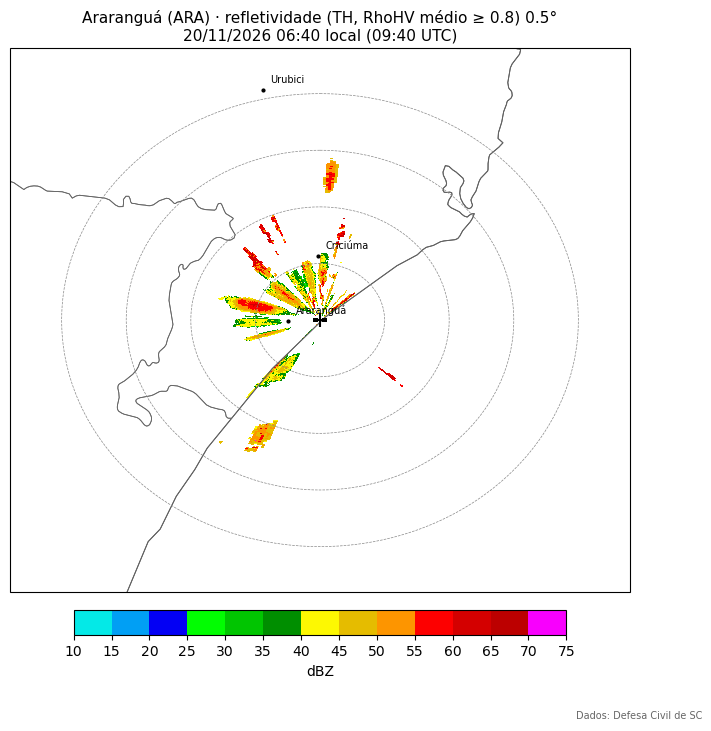 Araranguá (ARA) · refletividade (TH, RhoHV médio ≥ 0.8) 0.5°
20/11/2026 06:40 local (09:40 UTC)
Urubici
Criciúma
Araranguá
10 15 20 25 30 35 40 45 50 55 60 65 70 75
dBZ
Dados: Defesa Civil de SC